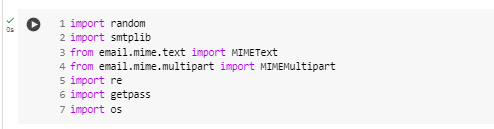 0s
1 import random
2 import smtplib
3 from email.mime.text import MIMEText
4 from email.mime.multipart import MIMEMultipart
5 import re
6 import getpass
7 import os